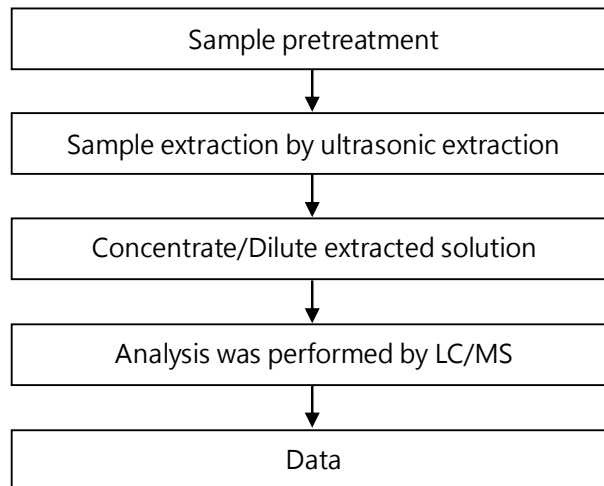 Sample pretreatment
Sample extraction by ultrasonic extraction
Concentrate/Dilute extracted solution
Analysis was performed by LC/MS
Data